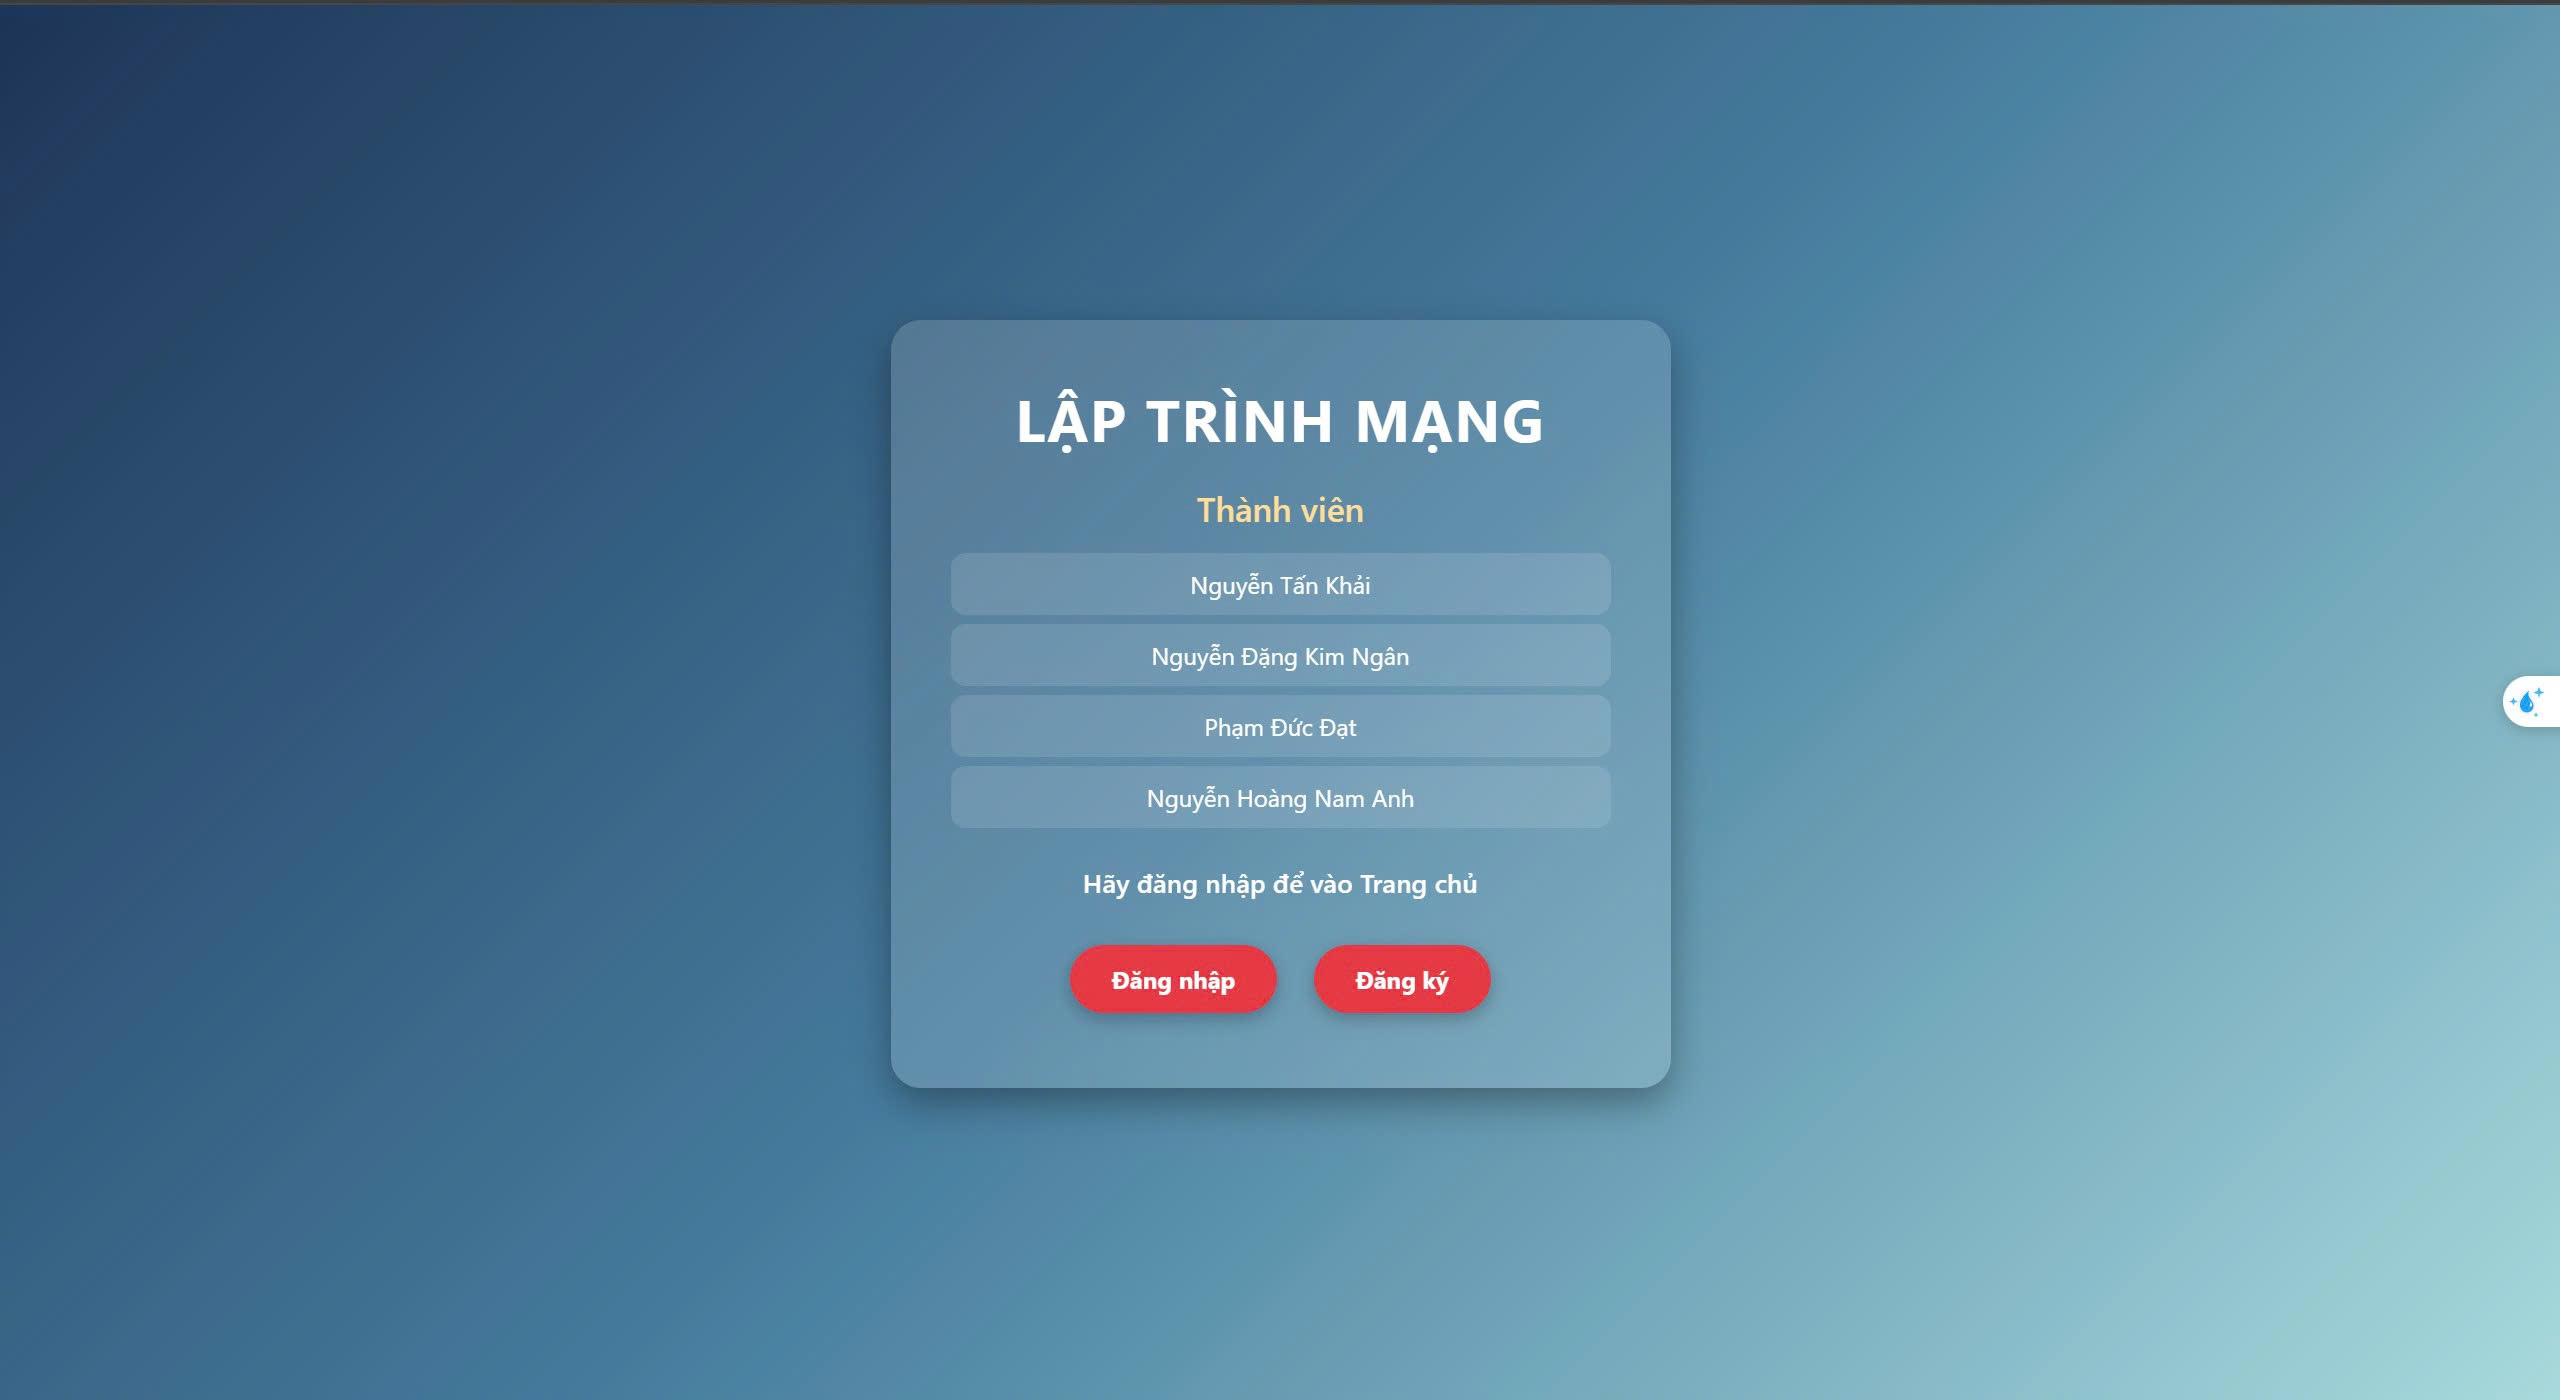 LẬP TRÌNH MẠNG
Thành viên
Nguyễn Tấn Khải
Nguyễn Đặng Kim Ngân
Phạm Đức Đạt
Nguyễn Hoàng Nam Anh
Hãy đăng nhập để vào Trang chủ
Đăng nhập
Đăng ký